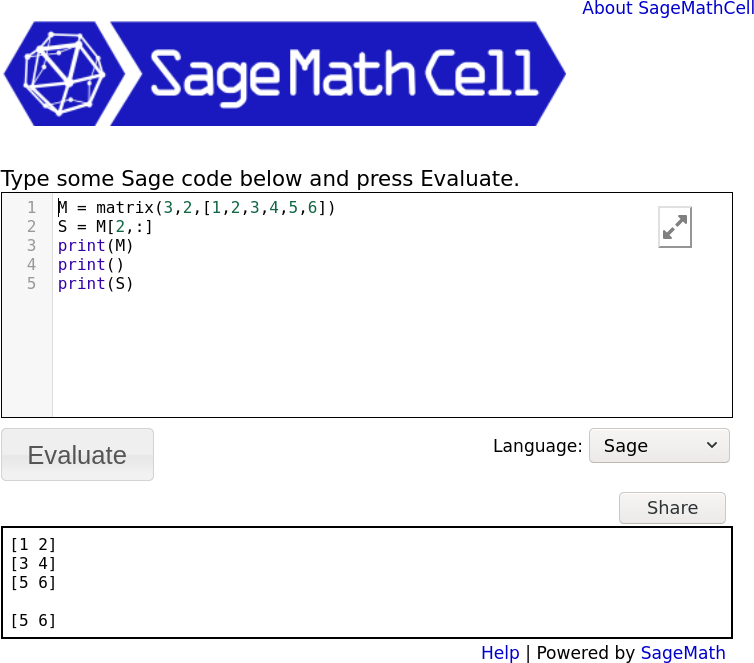 About SageMathCell
SageMathCell
Type some Sage code below and press Evaluate.
1 M = matrix(3,2,[1,2,3,4,5,6])
2 S = M[2,:]
3 print(M)
4 print()
5 print(S)
Evaluate
Language: Sage
Share
[1 2]
[3 4]
[5 6]
[5 6]
Help | Powered by SageMath